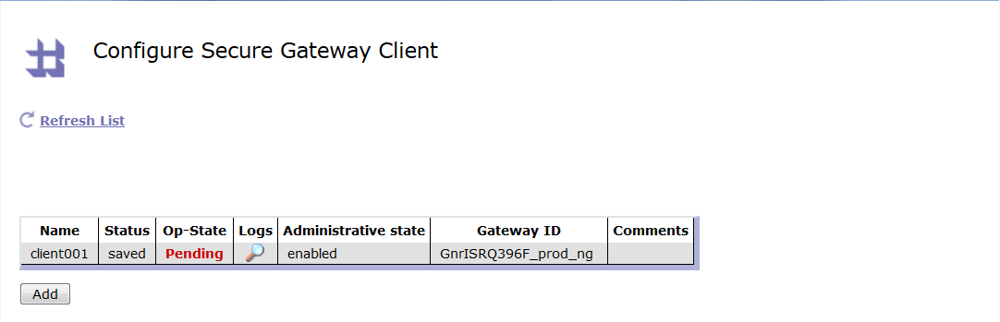 Configure Secure Gateway Client
Refresh List
Name Status Op-State Logs Administrative state Gateway ID Comments
client001 saved Pending enabled GnrISRQ396F_prod_ng
Add